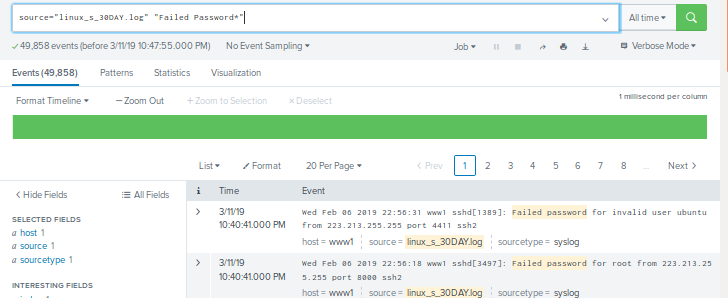 source="linux_s_30DAY.log" "Failed Password*"
All time
49,858 events (before 3/11/19 10:47:55.000 PM)
No Event Sampling
Job
Verbose Mode
Events (49,858)
Patterns
Statistics
Visualization
Format Timeline
— Zoom Out
+ Zoom to Selection
× Deselect
1 millisecond per column
List
Format
20 Per Page
< Prev
1
2
3
4
5
6
7
8
...
Next >
< Hide Fields
All Fields
i
Time
Event
SELECTED FIELDS
a host 1
a source 1
a sourcetype 1
INTERESTING FIELDS
>
3/11/19
10:40:41.000 PM
Wed Feb 06 2019 22:56:31 www1 sshd[1389]: Failed password for invalid user ubuntu
from 223.213.255.255 port 4411 ssh2
host = www1
source = linux_s_30DAY.log
sourcetype = syslog
>
3/11/19
10:40:41.000 PM
Wed Feb 06 2019 22:56:18 www1 sshd[3497]: Failed password for root from 223.213.25
5.255 port 8000 ssh2
host = www1
source = linux_s_30DAY.log
sourcetype = syslog